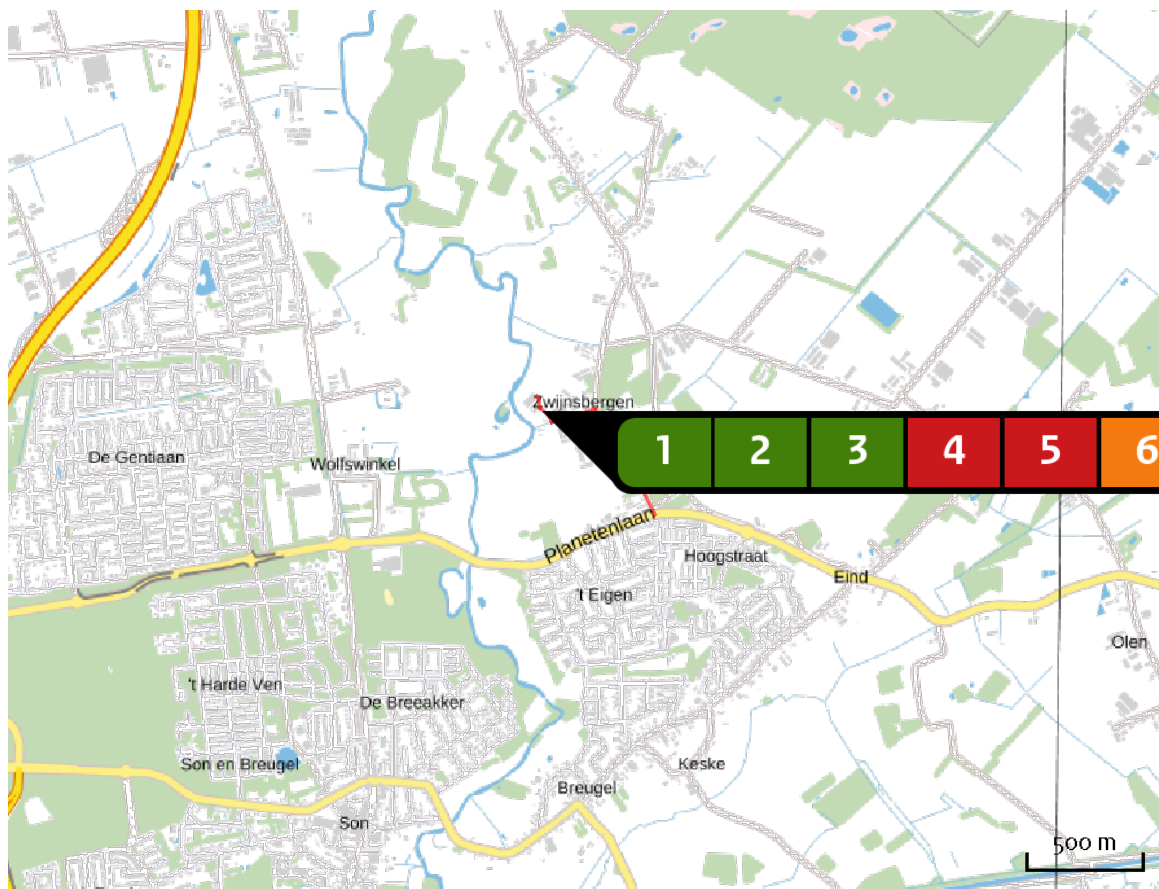 Zwijnsbergen
1 2 3 4 5 6
De Gentiaan
Wolfswinkel
Planetenlaan
Hoogstraat
Eind
't Eigen
Olen
't Harde Ven
De Breeakker
Son en Breugel
Keske
Breugel
Son
500 m